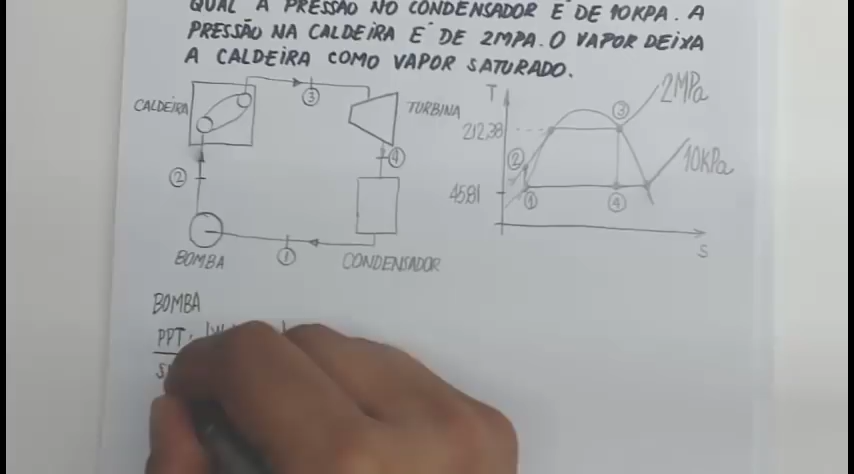 QUAL A PRESSÃO NO CONDENSADOR É DE 10KPA. A
PRESSÃO NA CALDEIRA É DE 2MPA. O VAPOR DEIXA
A CALDEIRA COMO VAPOR SATURADO.
CALDEIRA
3
TURBINA
4
2
BOMBA
1
CONDENSADOR
T
3
2MPa
212.38
2
10KPa
45.81
1
4
S
BOMBA
PPT: